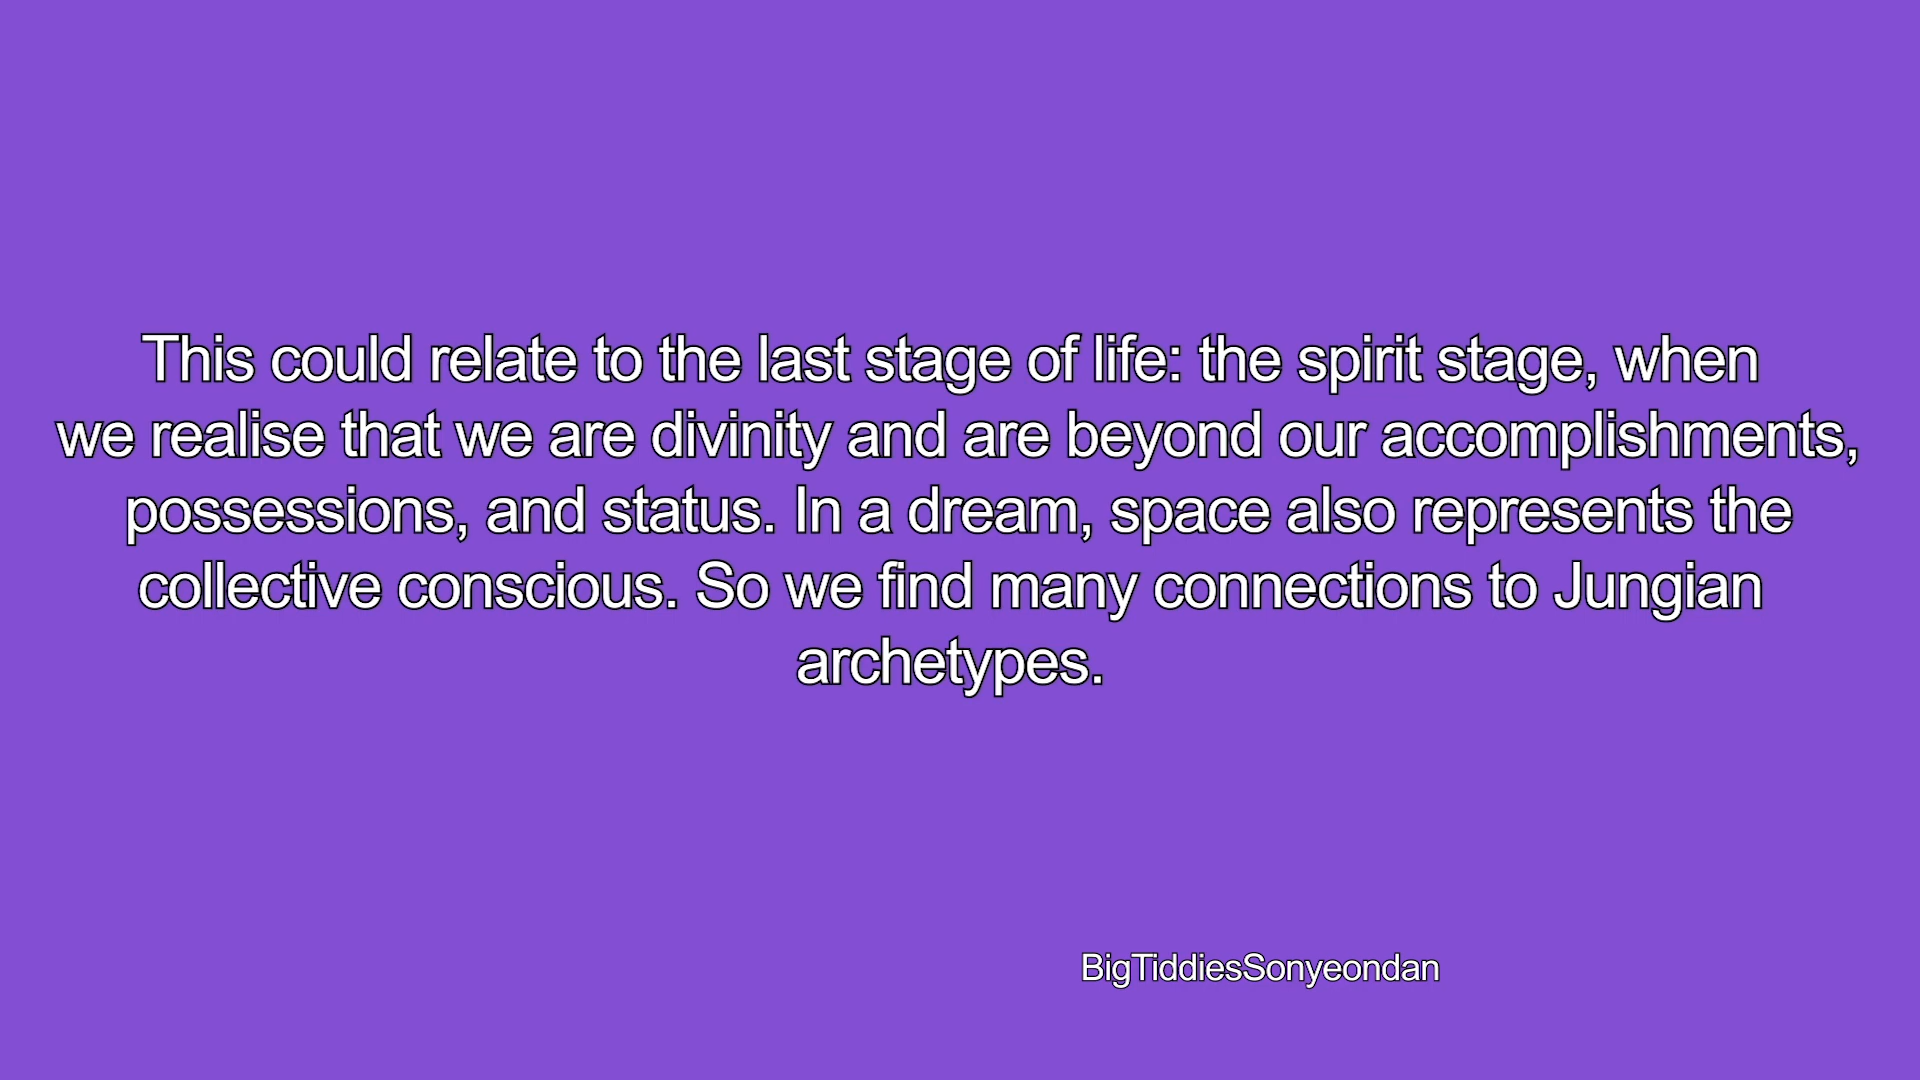 This could relate to the last stage of life: the spirit stage, when
we realise that we are divinity and are beyond our accomplishments,
possessions, and status. In a dream, space also represents the
collective conscious. So we find many connections to Jungian
archetypes.
BigTiddiesSonyeondan